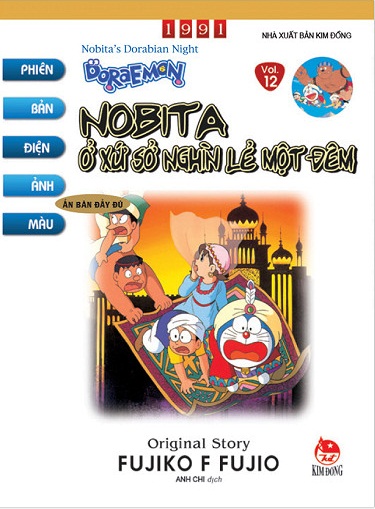 1991
Nobita's Dorabian Night
NHÀ XUẤT BẢN KIM ĐỒNG
DORAEMON
Vol.
12
PHIÊN
BẢN
ĐIỆN
ẢNH
MÀU
NOBITA
Ở XỨ SỞ NGHÌN LẺ MỘT ĐÊM
ẤN BẢN ĐẦY ĐỦ
Original Story
FUJIKO F FUJIO
ANH CHI dịch
KIM ĐỒNG